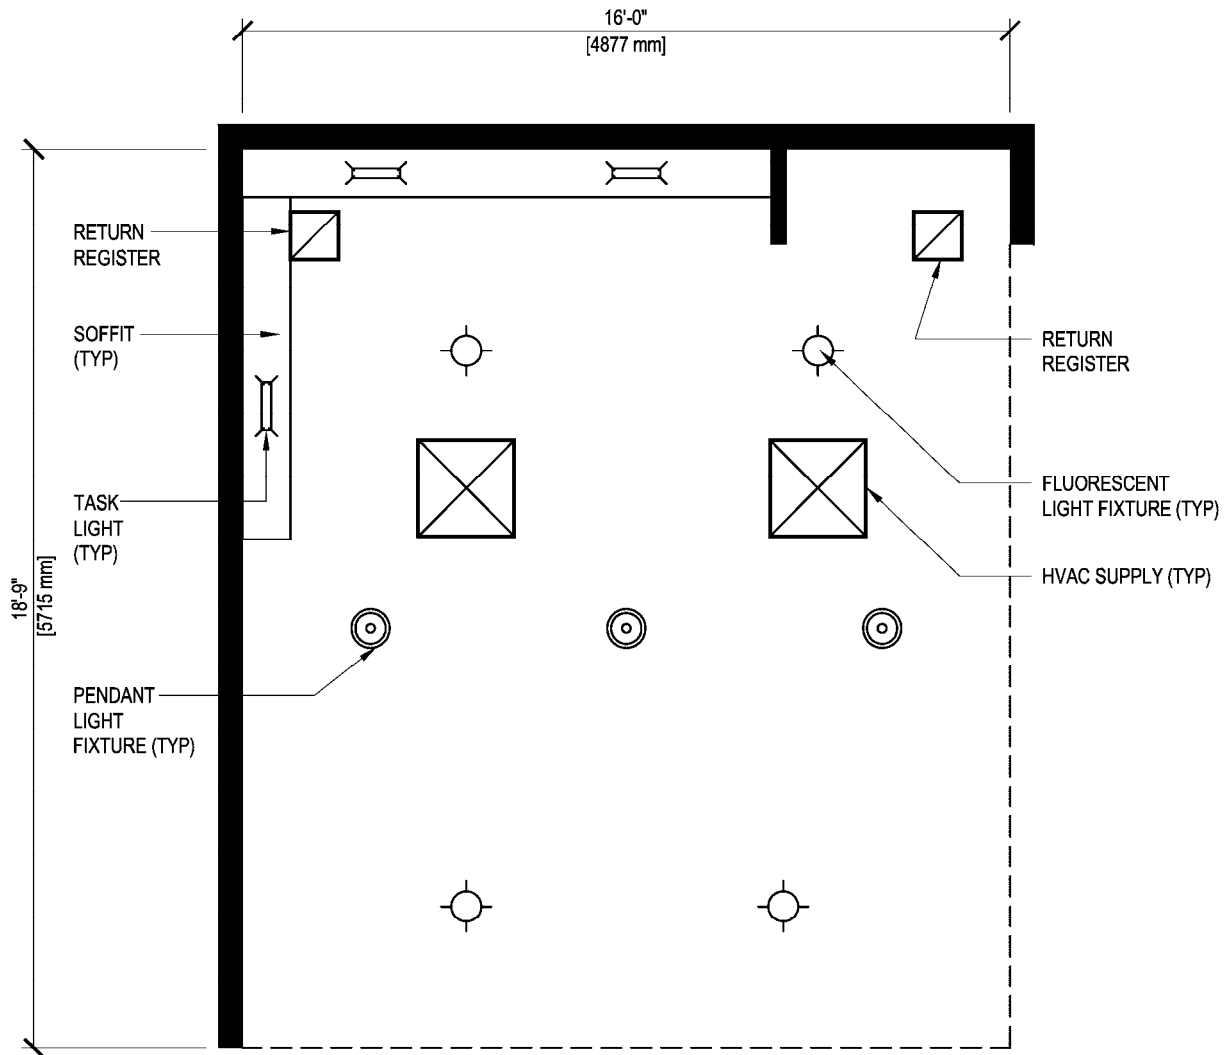 16'-0"
[4877 mm]
RETURN
REGISTER
SOFFIT
(TYP)
TASK
LIGHT
(TYP)
18'-9"
[5715 mm]
PENDANT
LIGHT
FIXTURE (TYP)
RETURN
REGISTER
FLUORESCENT
LIGHT FIXTURE (TYP)
HVAC SUPPLY (TYP)